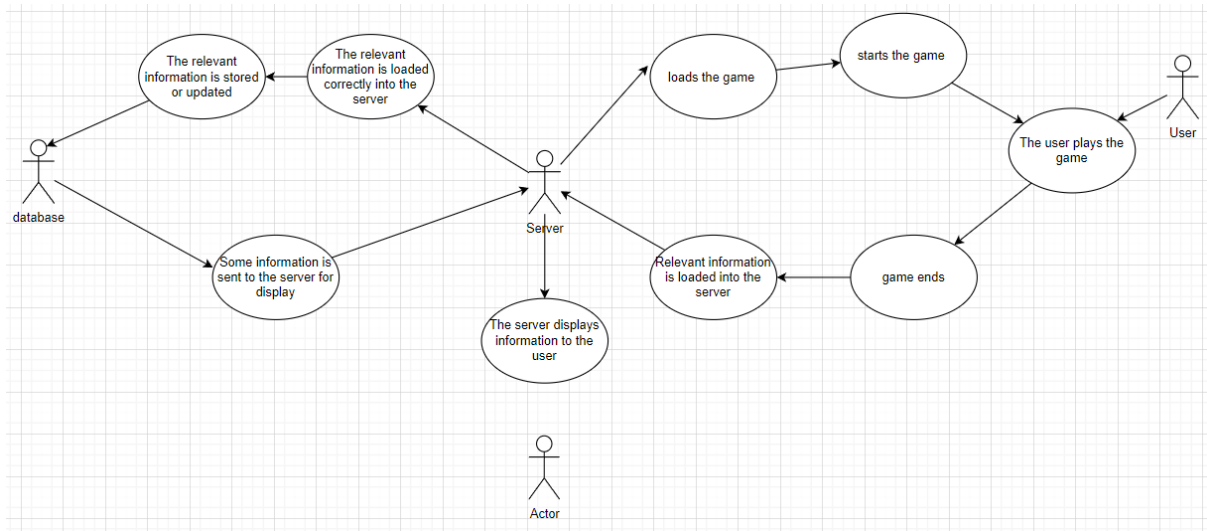 The relevant
information is stored
or updated
The relevant
information is loaded
correctly into the
server
loads the game
starts the game
User
The user plays the
game
database
Server
Some information is
sent to the server for
display
Relevant information
is loaded into the
server
game ends
The server displays
information to the
user
Actor